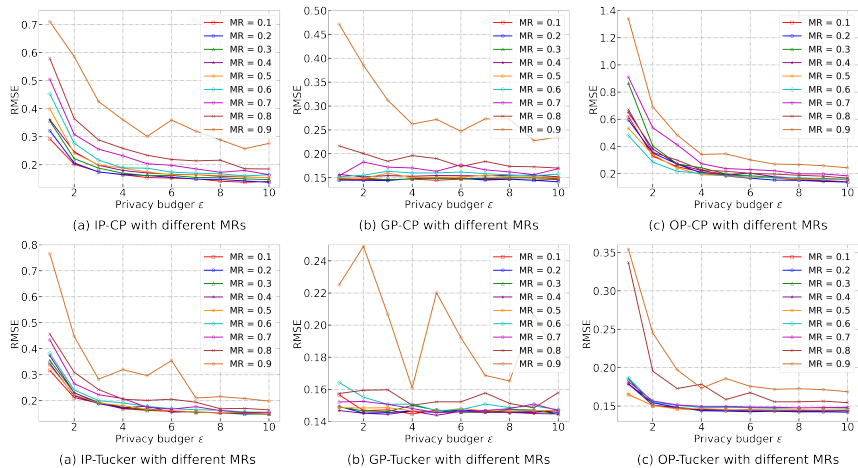 0.7
0.6
0.5
0.4
0.3
0.2
RMSE
2
4
6
8
10
Privacy budger ε
MR = 0.1
MR = 0.2
MR = 0.3
MR = 0.4
MR = 0.5
MR = 0.6
MR = 0.7
MR = 0.8
MR = 0.9
(a) IP-CP with different MRs
0.50
0.45
0.40
0.35
0.30
0.25
0.20
0.15
RMSE
2
4
6
8
10
Privacy budger ε
MR = 0.1
MR = 0.2
MR = 0.3
MR = 0.4
MR = 0.5
MR = 0.6
MR = 0.7
MR = 0.8
MR = 0.9
(b) GP-CP with different MRs
1.4
1.2
1.0
0.8
0.6
0.4
0.2
RMSE
2
4
6
8
10
Privacy budger ε
MR = 0.1
MR = 0.2
MR = 0.3
MR = 0.4
MR = 0.5
MR = 0.6
MR = 0.7
MR = 0.8
MR = 0.9
(c) OP-CP with different MRs
0.8
0.7
0.6
0.5
0.4
0.3
0.2
RMSE
2
4
6
8
10
Privacy budger ε
MR = 0.1
MR = 0.2
MR = 0.3
MR = 0.4
MR = 0.5
MR = 0.6
MR = 0.7
MR = 0.8
MR = 0.9
(a) IP-Tucker with different MRs
0.24
0.22
0.20
0.18
0.16
0.14
RMSE
2
4
6
8
10
Privacy budger ε
MR = 0.1
MR = 0.2
MR = 0.3
MR = 0.4
MR = 0.5
MR = 0.6
MR = 0.7
MR = 0.8
MR = 0.9
(b) GP-Tucker with different MRs
0.35
0.30
0.25
0.20
0.15
RMSE
2
4
6
8
10
Privacy budger ε
MR = 0.1
MR = 0.2
MR = 0.3
MR = 0.4
MR = 0.5
MR = 0.6
MR = 0.7
MR = 0.8
MR = 0.9
(c) OP-Tucker with different MRs